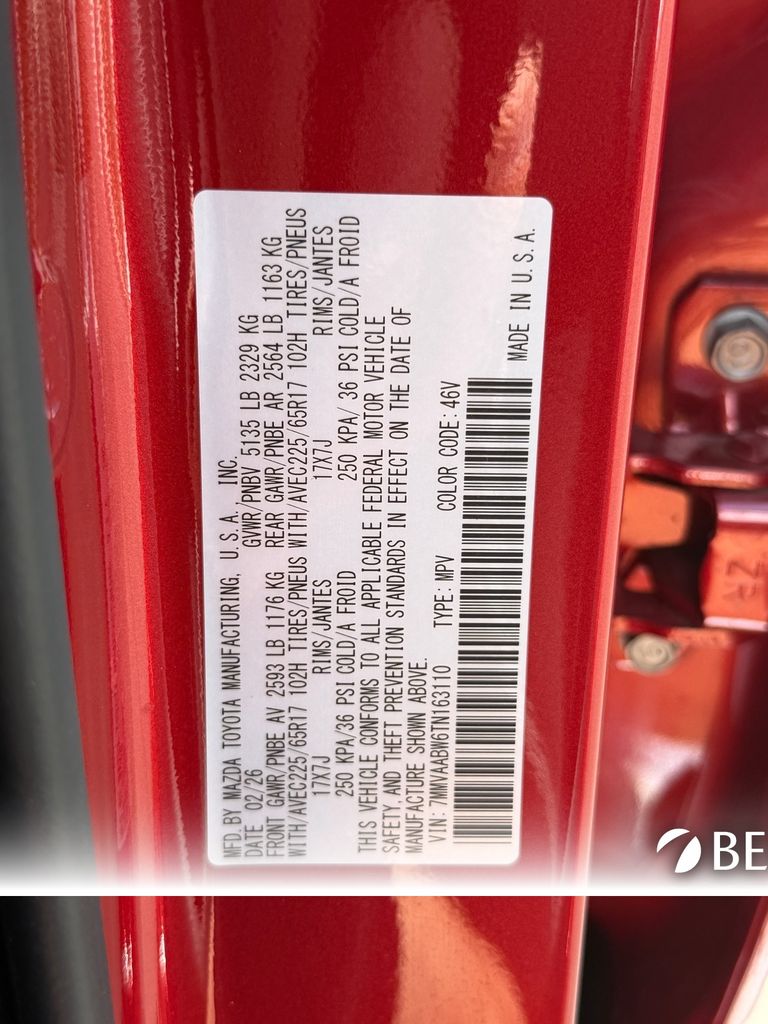 MFD.BY MAZDA TOYOTA MANUFACTURING, U.S.A., INC.
DATE 02/26 GVWR/PNBV 5135 LB 2329 KG
FRONT GAWR/PNBE AV 2593 LB 1176 KG REAR GAWR/PNBE AR 2564 LB 1163 KG
WITH/AVEC225/65R17 102H TIRES/PNEUS WITH/AVEC225/65R17 102H TIRES/PNEUS
17X7J RIMS/JANTES 17X7J RIMS/JANTES
250 KPA/36 PSI COLD/A FROID 250 KPA/ 36 PSI COLD/A FROID
THIS VEHICLE CONFORMS TO ALL APPLICABLE FEDERAL MOTOR VEHICLE
SAFETY, AND THEFT PREVENTION STANDARDS IN EFFECT ON THE DATE OF
MANUFACTURE SHOWN ABOVE.
VIN: 7MMVAABW6TN163110 TYPE: MPV COLOR CODE: 46V
MADE IN U.S.A.
BE